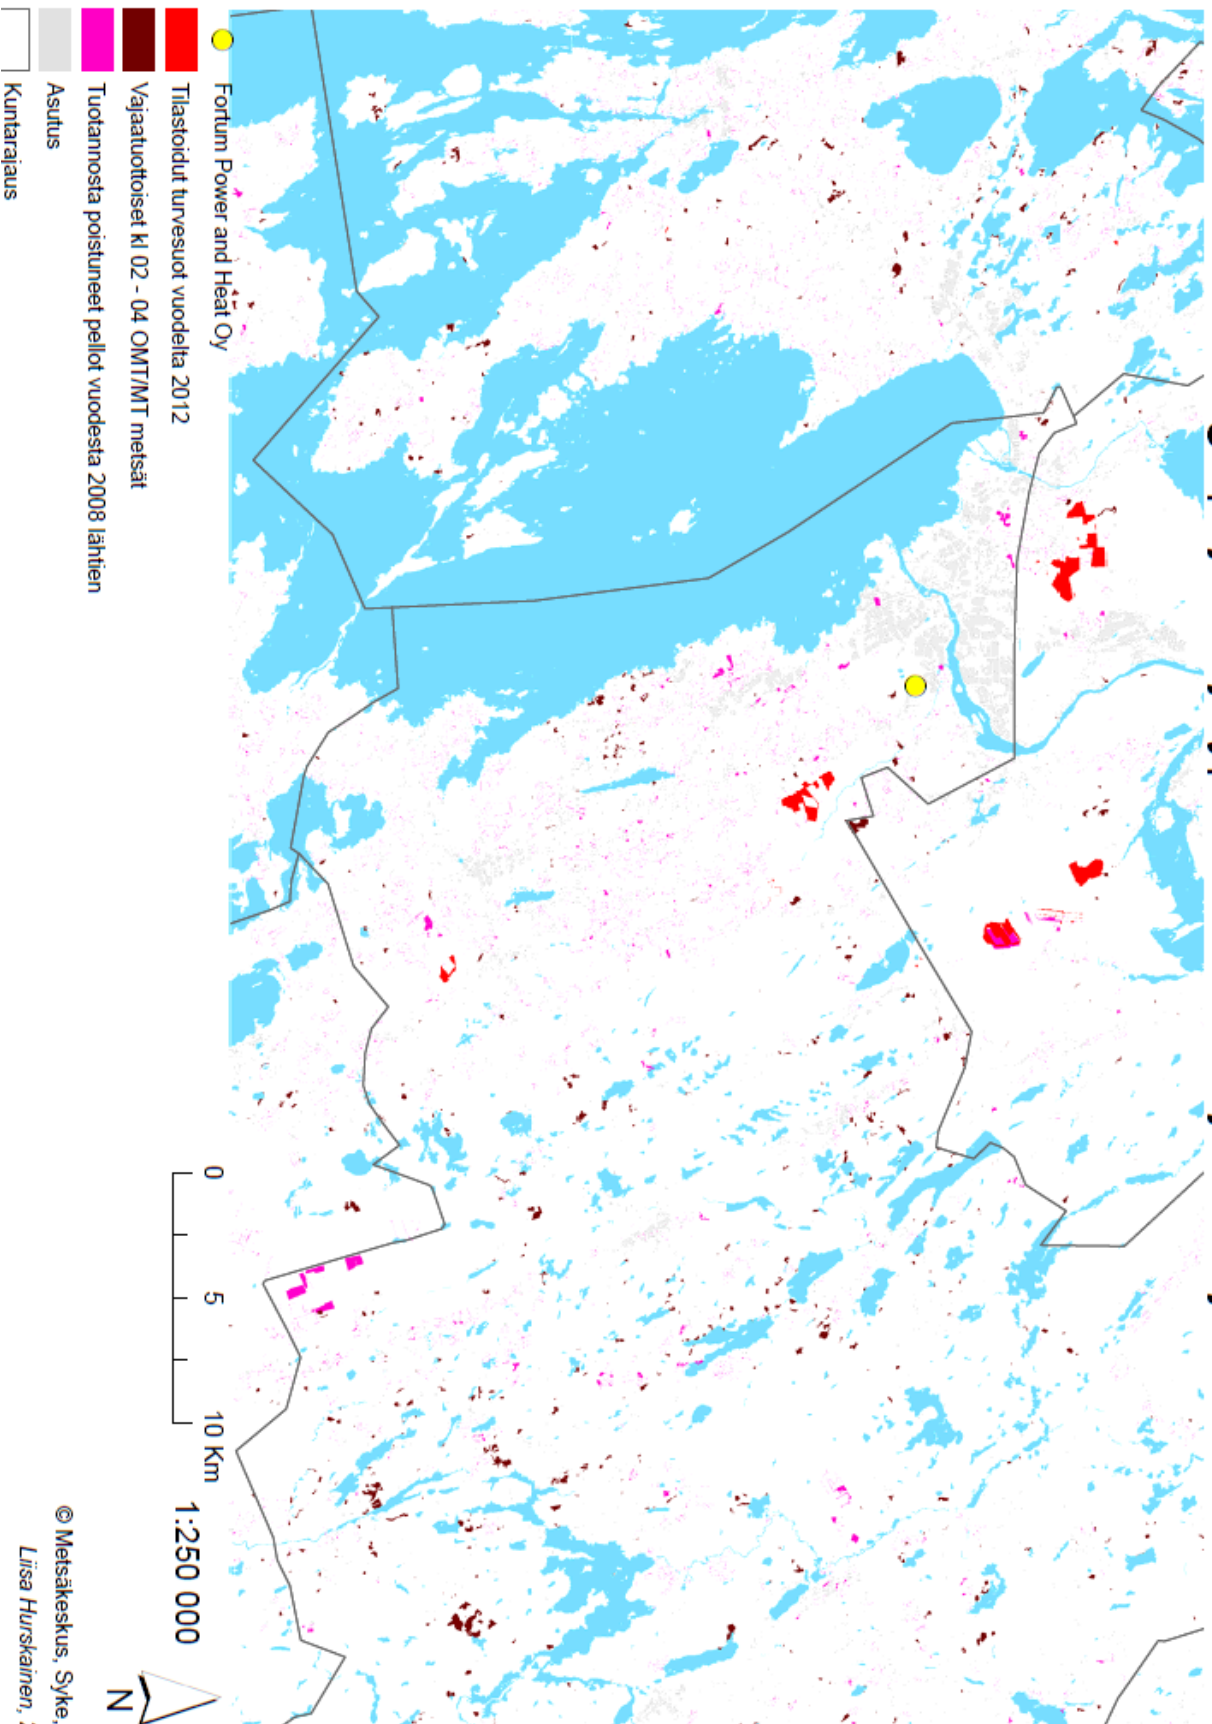 Fortum Power and Heat Oy
Tilastoidut turvesuot vuodelta 2012
Vajaatuottoiset kl 02 - 04 OMT/MT metsät
Tuotannosta poistuneet pellot vuodesta 2008 lähtien
Asutus
Kuntarajaus
0 5 10 Km
1:250 000
N
© Metsäkeskus, Syke,
Liisa Hurskainen,